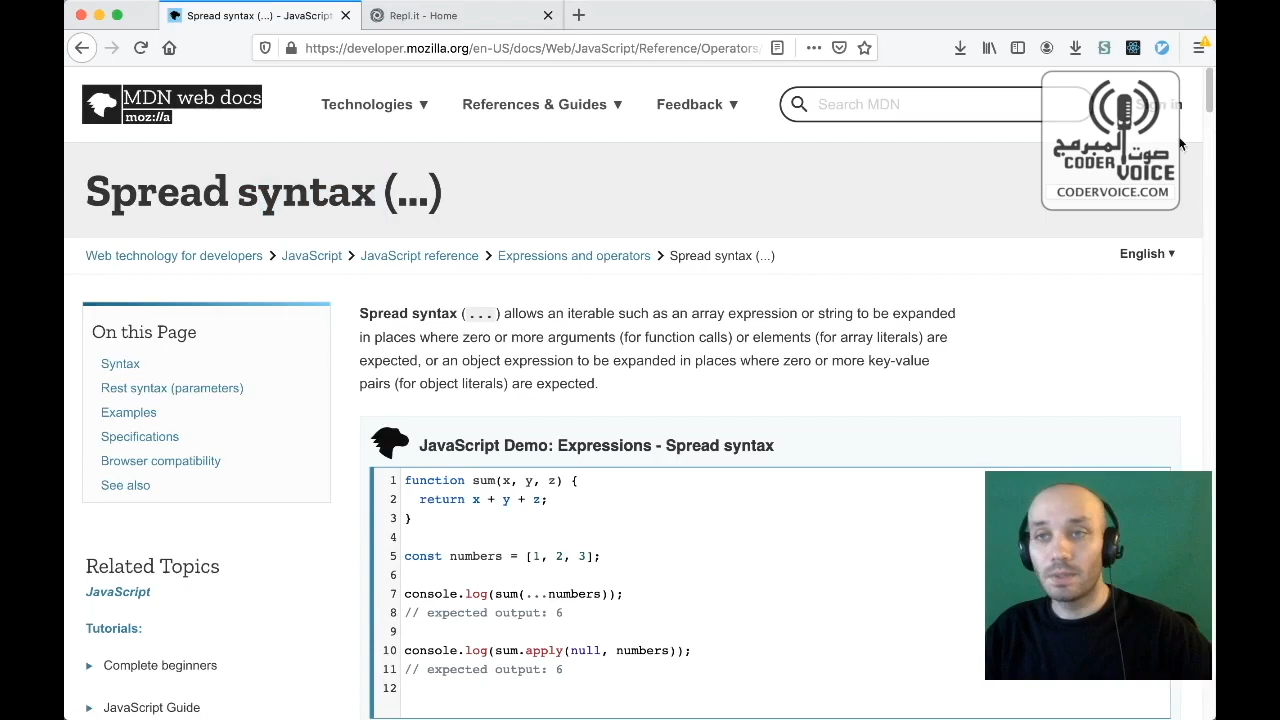 Spread syntax (...) - JavaScript
Repl.it - Home
https://developer.mozilla.org/en-US/docs/Web/JavaScript/Reference/Operators/
MDN web docs
moz://a
Technologies ▼
References & Guides ▼
Feedback ▼
Search MDN
Sign in
صوت المبرمج
CODER
VOICE
CODERVOICE.COM
Spread syntax (...)
Web technology for developers > JavaScript > JavaScript reference > Expressions and operators > Spread syntax (...)
English ▼
On this Page
Syntax
Rest syntax (parameters)
Examples
Specifications
Browser compatibility
See also
Related Topics
JavaScript
Tutorials:
Complete beginners
JavaScript Guide
Spread syntax (...) allows an iterable such as an array expression or string to be expanded
in places where zero or more arguments (for function calls) or elements (for array literals) are
expected, or an object expression to be expanded in places where zero or more key-value
pairs (for object literals) are expected.
JavaScript Demo: Expressions - Spread syntax
1 function sum(x, y, z) {
2 return x + y + z;
3 }
4
5 const numbers = [1, 2, 3];
6
7 console.log(sum(...numbers));
8 // expected output: 6
9
10 console.log(sum.apply(null, numbers));
11 // expected output: 6
12